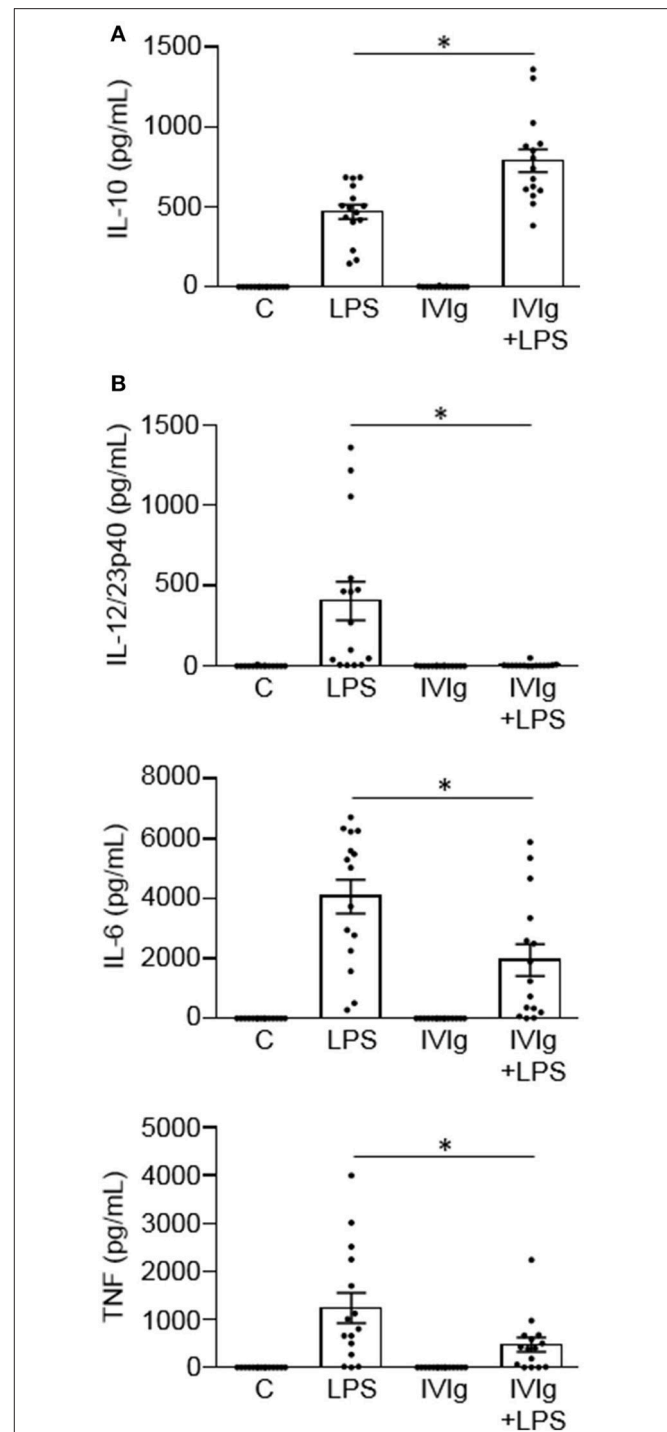 A
IL-10 (pg/mL)
1500
1000
500
0
*
C LPS IVIg IVIg
+LPS
B
IL-12/23p40 (pg/mL)
1500
1000
500
0
*
C LPS IVIg IVIg
+LPS
IL-6 (pg/mL)
8000
6000
4000
2000
0
*
C LPS IVIg IVIg
+LPS
TNF (pg/mL)
5000
4000
3000
2000
1000
0
*
C LPS IVIg IVIg
+LPS